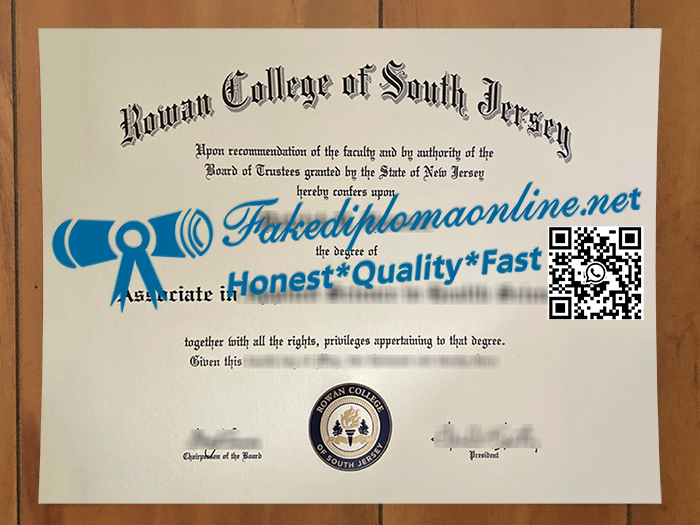 Rowan College of South Jersey
Upon recommendation of the faculty and by authority of the
Board of Trustees granted by the State of New Jersey
hereby confers upon
Fakediplomaonline.net
the degree of
Honest*Quality*Fast
Associate in
together with all the rights, privileges appertaining to that degree.
Given this
ROWAN COLLEGE
OF SOUTH JERSEY
Chairperson of the Board
President